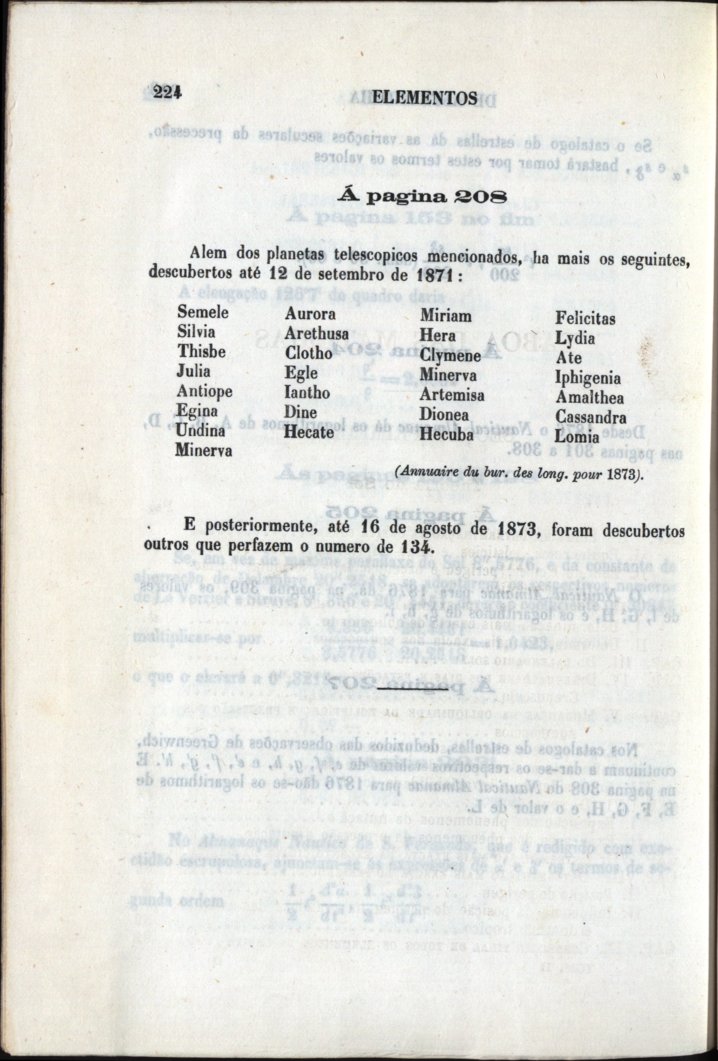 224
ELEMENTOS
Á pagina 208
Alem dos planetas telescopicos mencionados, ha mais os seguintes,
descubertos até 12 de setembro de 1871:
Semele Aurora Miriam Felicitas
Silvia Arethusa Hera Lydia
Thisbe Clotho Clymene Ate
Julia Egle Minerva Iphigenia
Antiope Iantho Artemisa Amalthea
Egina Dine Dionea Cassandra
Undina Hecate Hecuba Lomia
Minerva
(Annuaire du bur. des long. pour 1873).
E posteriormente, até 16 de agosto de 1873, foram descubertos
outros que perfazem o numero de 134.